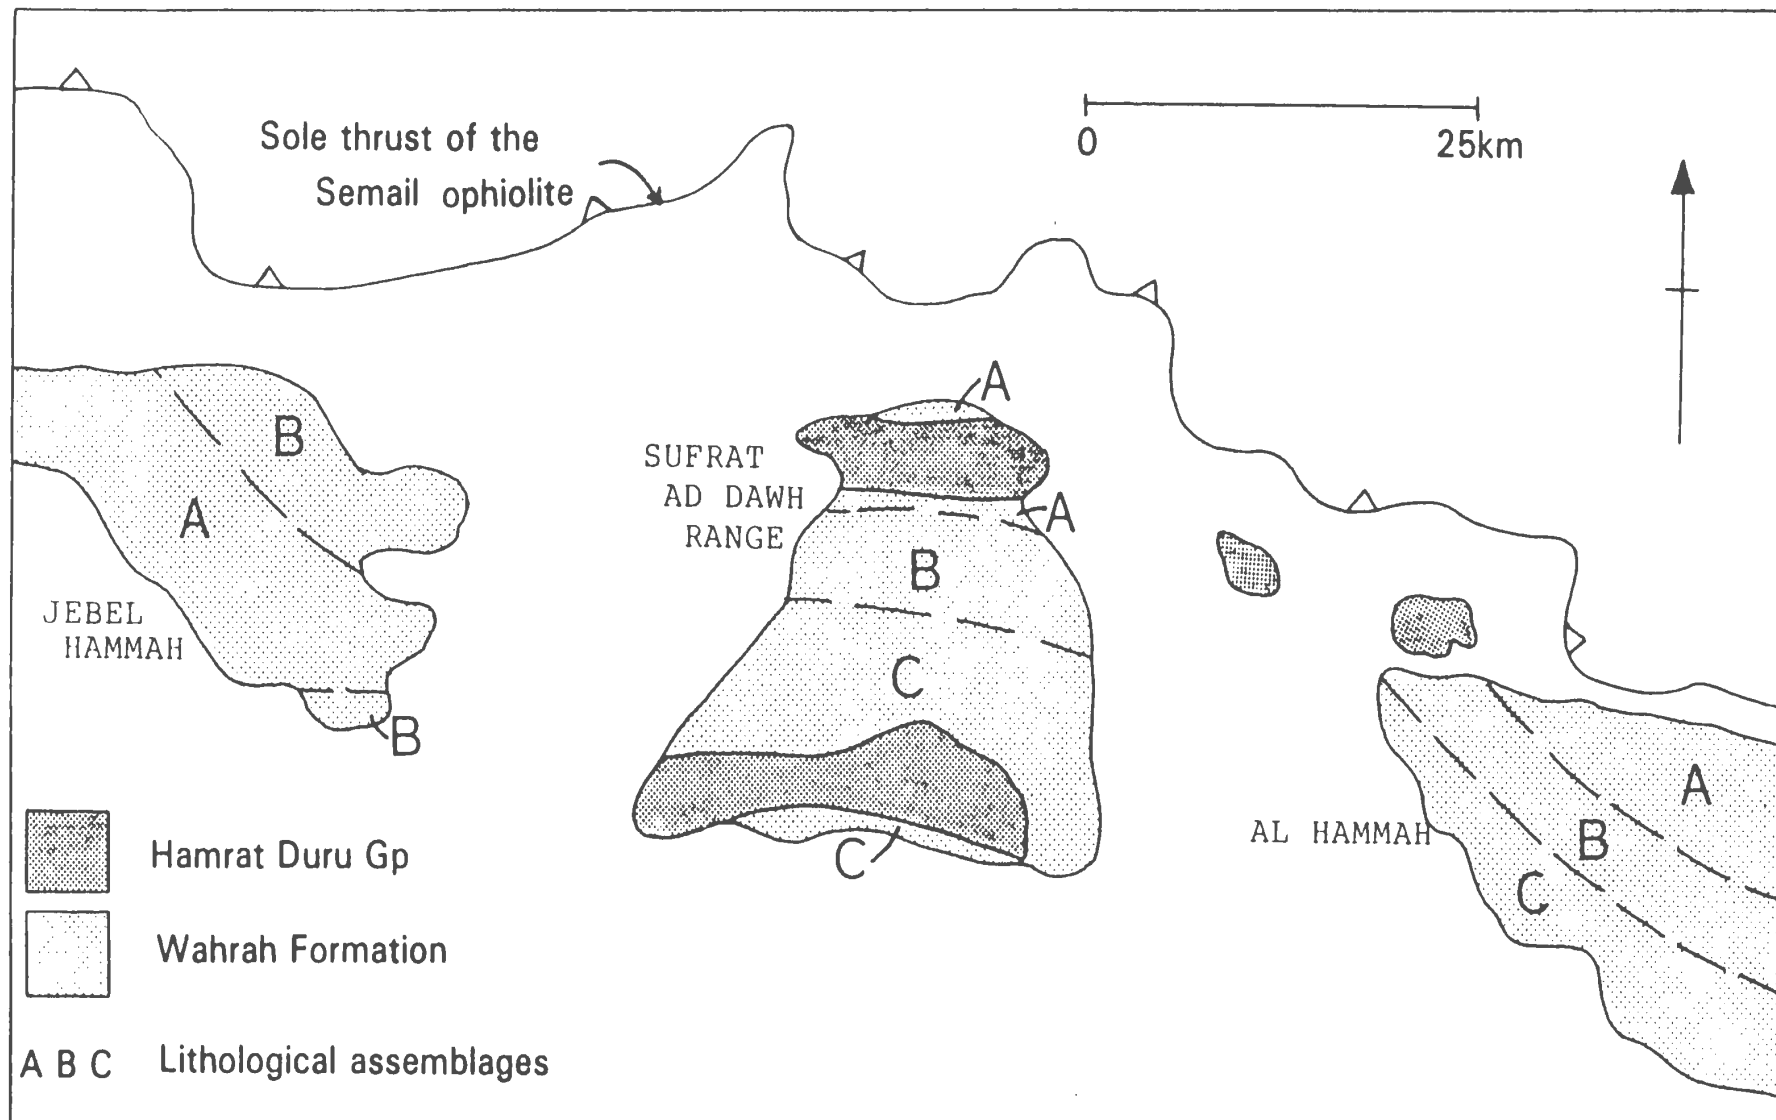 Sole thrust of the
Semail ophiolite
0 25km
A
B
SUFRAT
AD DAWH
RANGE
A
A
B
JEBEL
HAMMAH
C
B
A
AL HAMMAH
B
C
C
Hamrat Duru Gp
Wahrah Formation
A B C Lithological assemblages